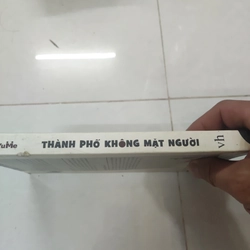 THÀNH PHỐ KHÔNG MẶT NGƯỜI
vh